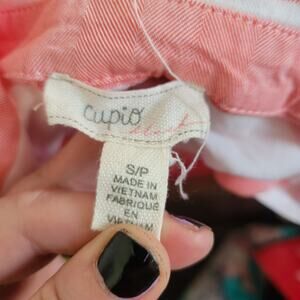 cupio
S/P
MADE IN
VIETNAM
FABRIQUÉ
EN
VIETNAM